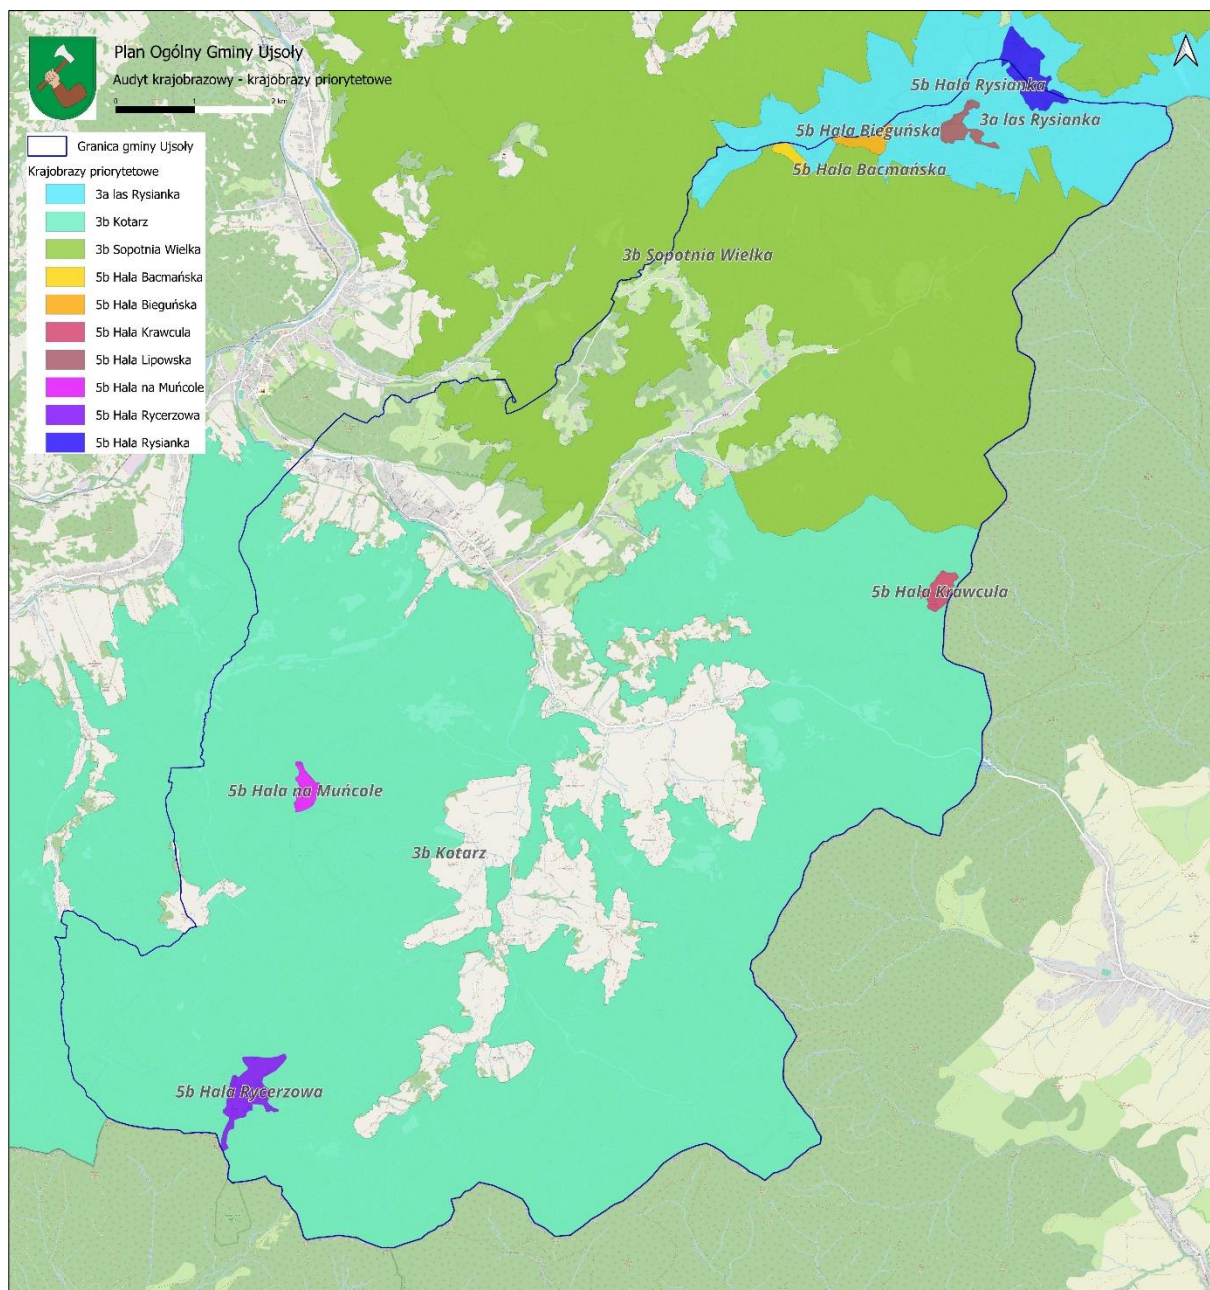 Plan Ogólny Gminy Ujsoły
Audyt krajobrazowy - krajobrazy priorytetowe
0 1 2 km
Granica gminy Ujsoły
Krajobrazy priorytetowe
3a las Rysianka
3b Kotarz
3b Sopotnia Wielka
5b Hala Bacmańska
5b Hala Bieguńska
5b Hala Krawcula
5b Hala Lipowska
5b Hala na Muńcole
5b Hala Rycerzowa
5b Hala Rysianka
5b Hala Rysianka
3a las Rysianka
5b Hala Bieguńska
5b Hala Bacmańska
3b Sopotnia Wielka
5b Hala Krawcula
5b Hala na Muńcole
3b Kotarz
5b Hala Rycerzowa